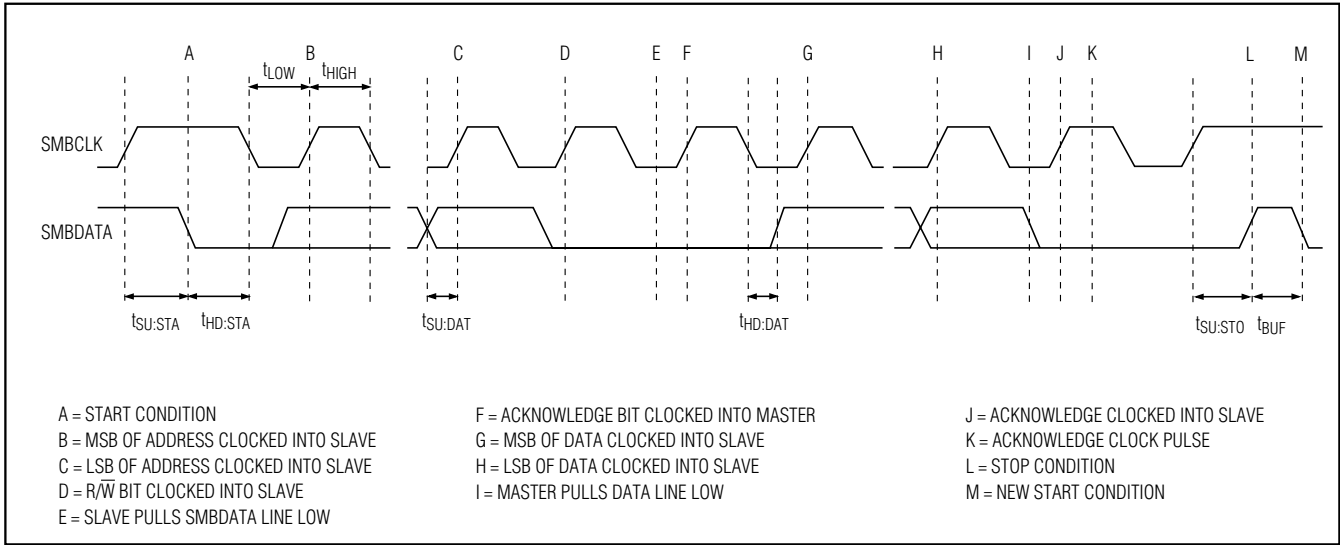 A B C D E F G H I J K L M
tLOW tHIGH
SMBCLK
SMBDATA
tSU:STA tHD:STA tSU:DAT tHD:DAT tSU:STO tBUF
A = START CONDITION
B = MSB OF ADDRESS CLOCKED INTO SLAVE
C = LSB OF ADDRESS CLOCKED INTO SLAVE
D = R/W̅ BIT CLOCKED INTO SLAVE
E = SLAVE PULLS SMBDATA LINE LOW
F = ACKNOWLEDGE BIT CLOCKED INTO MASTER
G = MSB OF DATA CLOCKED INTO SLAVE
H = LSB OF DATA CLOCKED INTO SLAVE
I = MASTER PULLS DATA LINE LOW
J = ACKNOWLEDGE CLOCKED INTO SLAVE
K = ACKNOWLEDGE CLOCK PULSE
L = STOP CONDITION
M = NEW START CONDITION